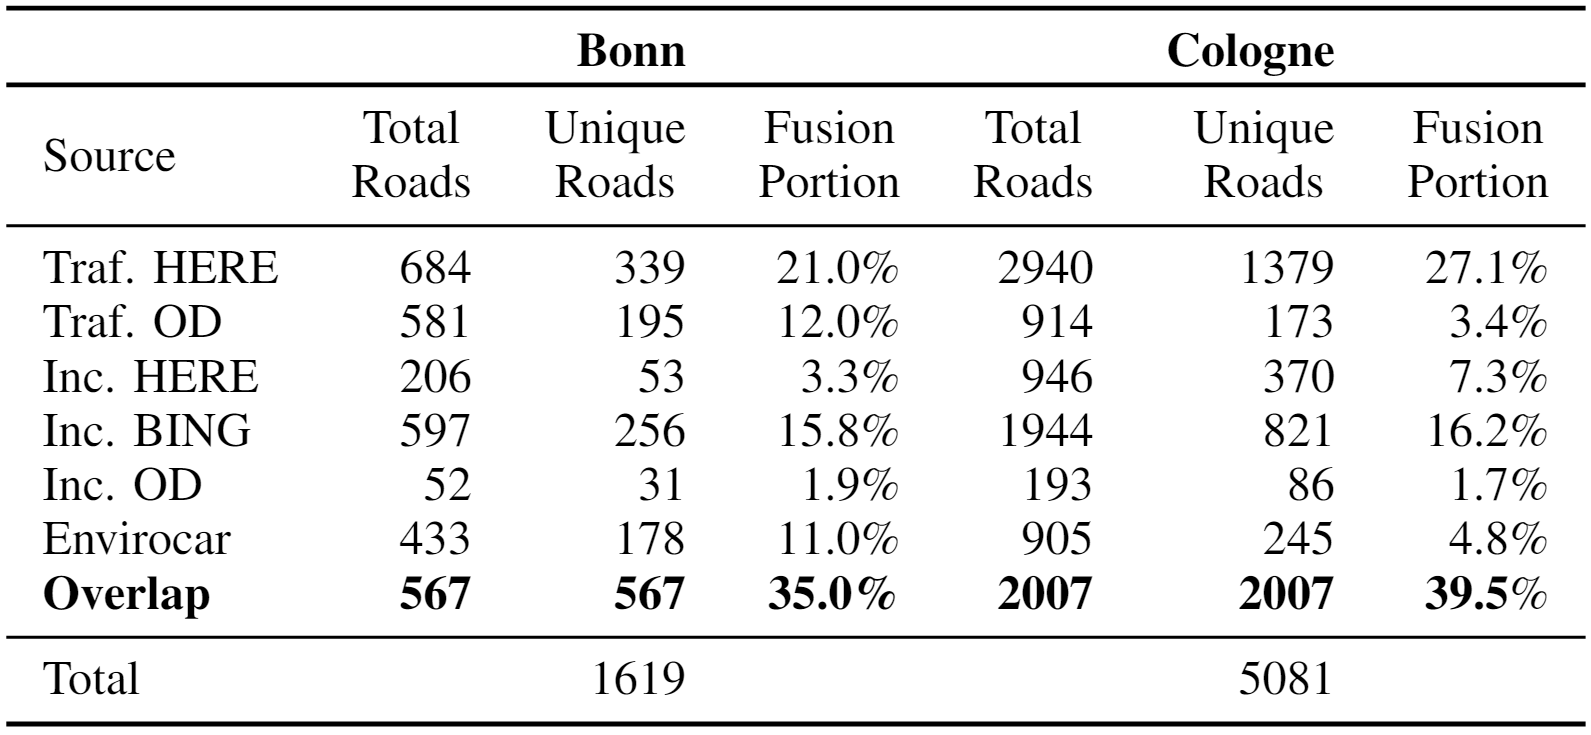 Bonn Cologne
Source Total Roads Unique Roads Fusion Portion Total Roads Unique Roads Fusion Portion
Traf. HERE 684 339 21.0% 2940 1379 27.1%
Traf. OD 581 195 12.0% 914 173 3.4%
Inc. HERE 206 53 3.3% 946 370 7.3%
Inc. BING 597 256 15.8% 1944 821 16.2%
Inc. OD 52 31 1.9% 193 86 1.7%
Envirocar 433 178 11.0% 905 245 4.8%
Overlap 567 567 35.0% 2007 2007 39.5%
Total 1619 5081